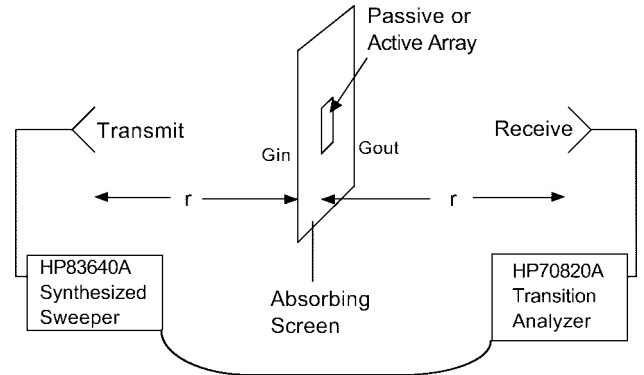 Passive or
Active Array
Transmit
Receive
Gin
Gout
r
r
HP83640A
Synthesized
Sweeper
Absorbing
Screen
HP70820A
Transition
Analyzer